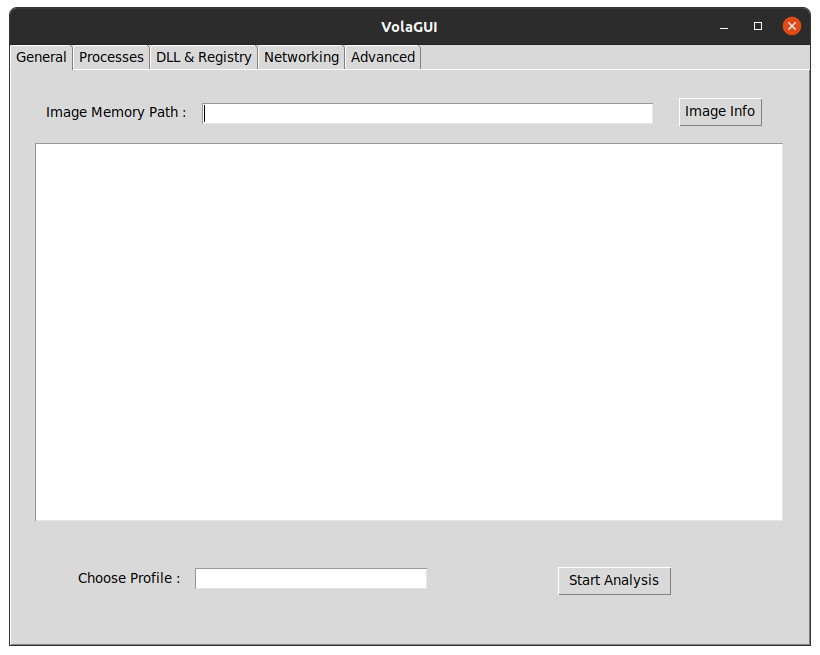 VolaGUI
General Processes DLL & Registry Networking Advanced
Image Memory Path : Image Info
Choose Profile : Start Analysis